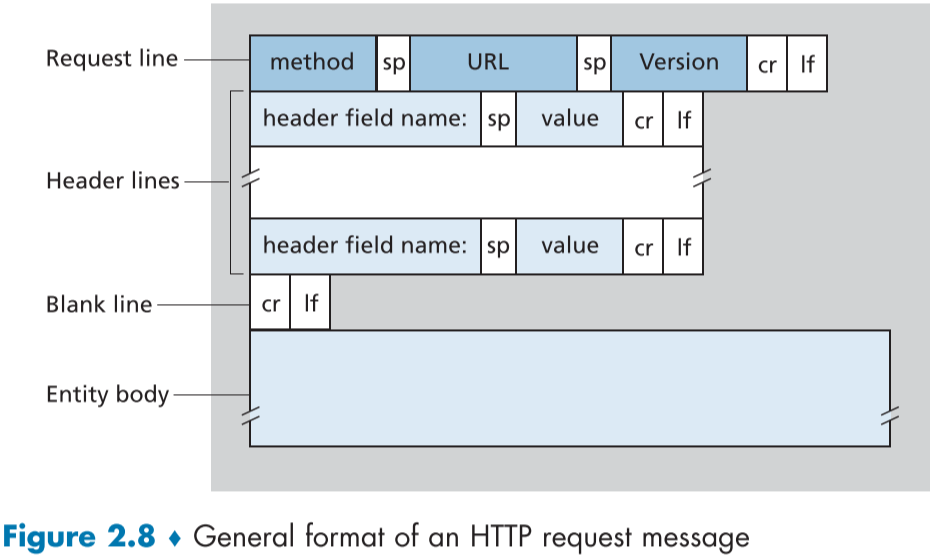 Request line method sp URL sp Version cr lf
header field name: sp value cr lf
Header lines
header field name: sp value cr lf
Blank line cr lf
Entity body
Figure 2.8 ♦ General format of an HTTP request message